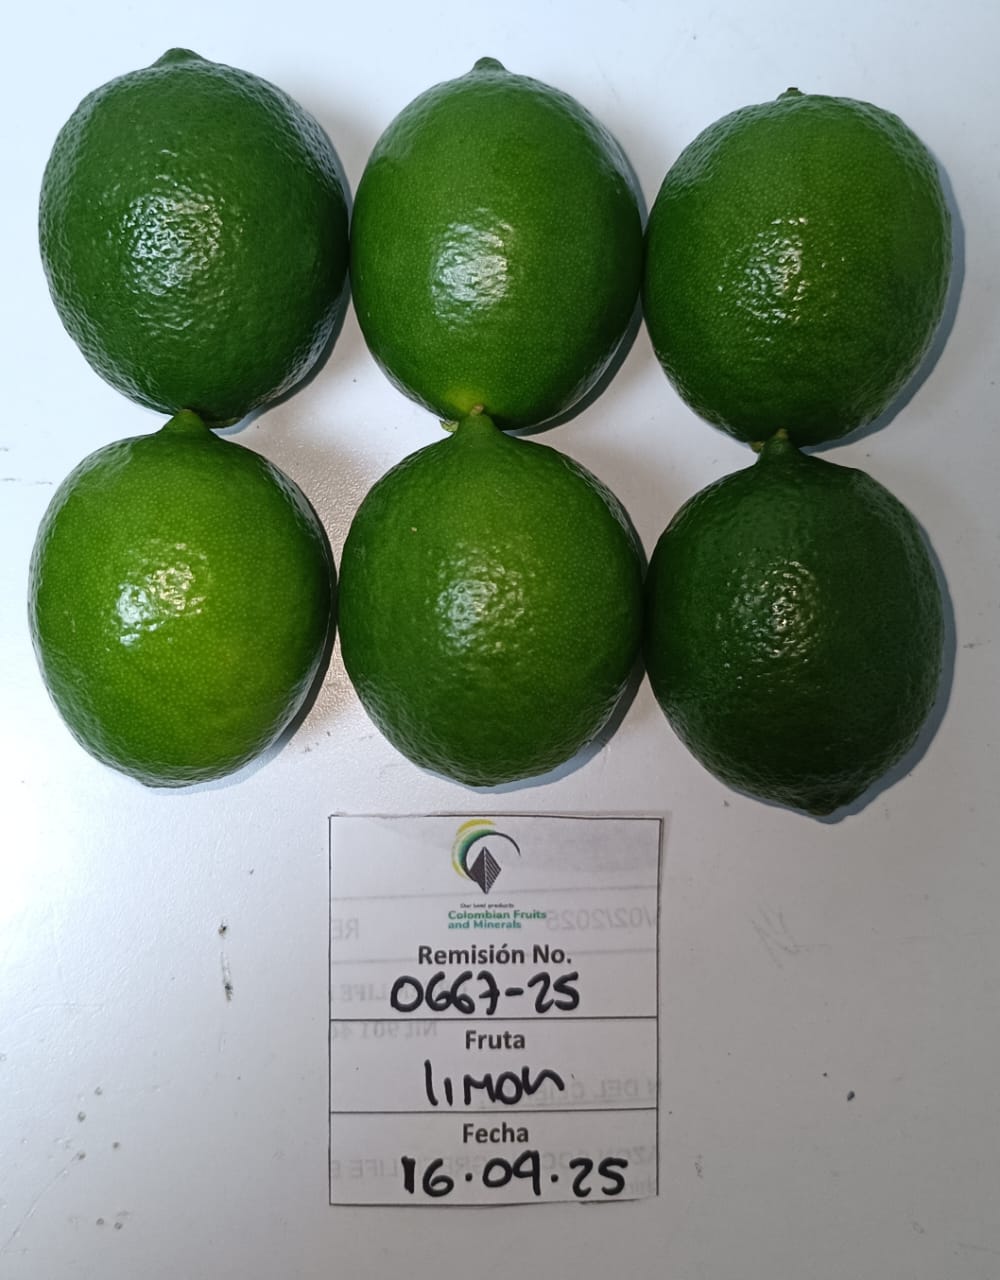 Our best products
Colombian Fruits
and Minerals
Remisión No.
0667-25
Fruta
limon
Fecha
16.09.25